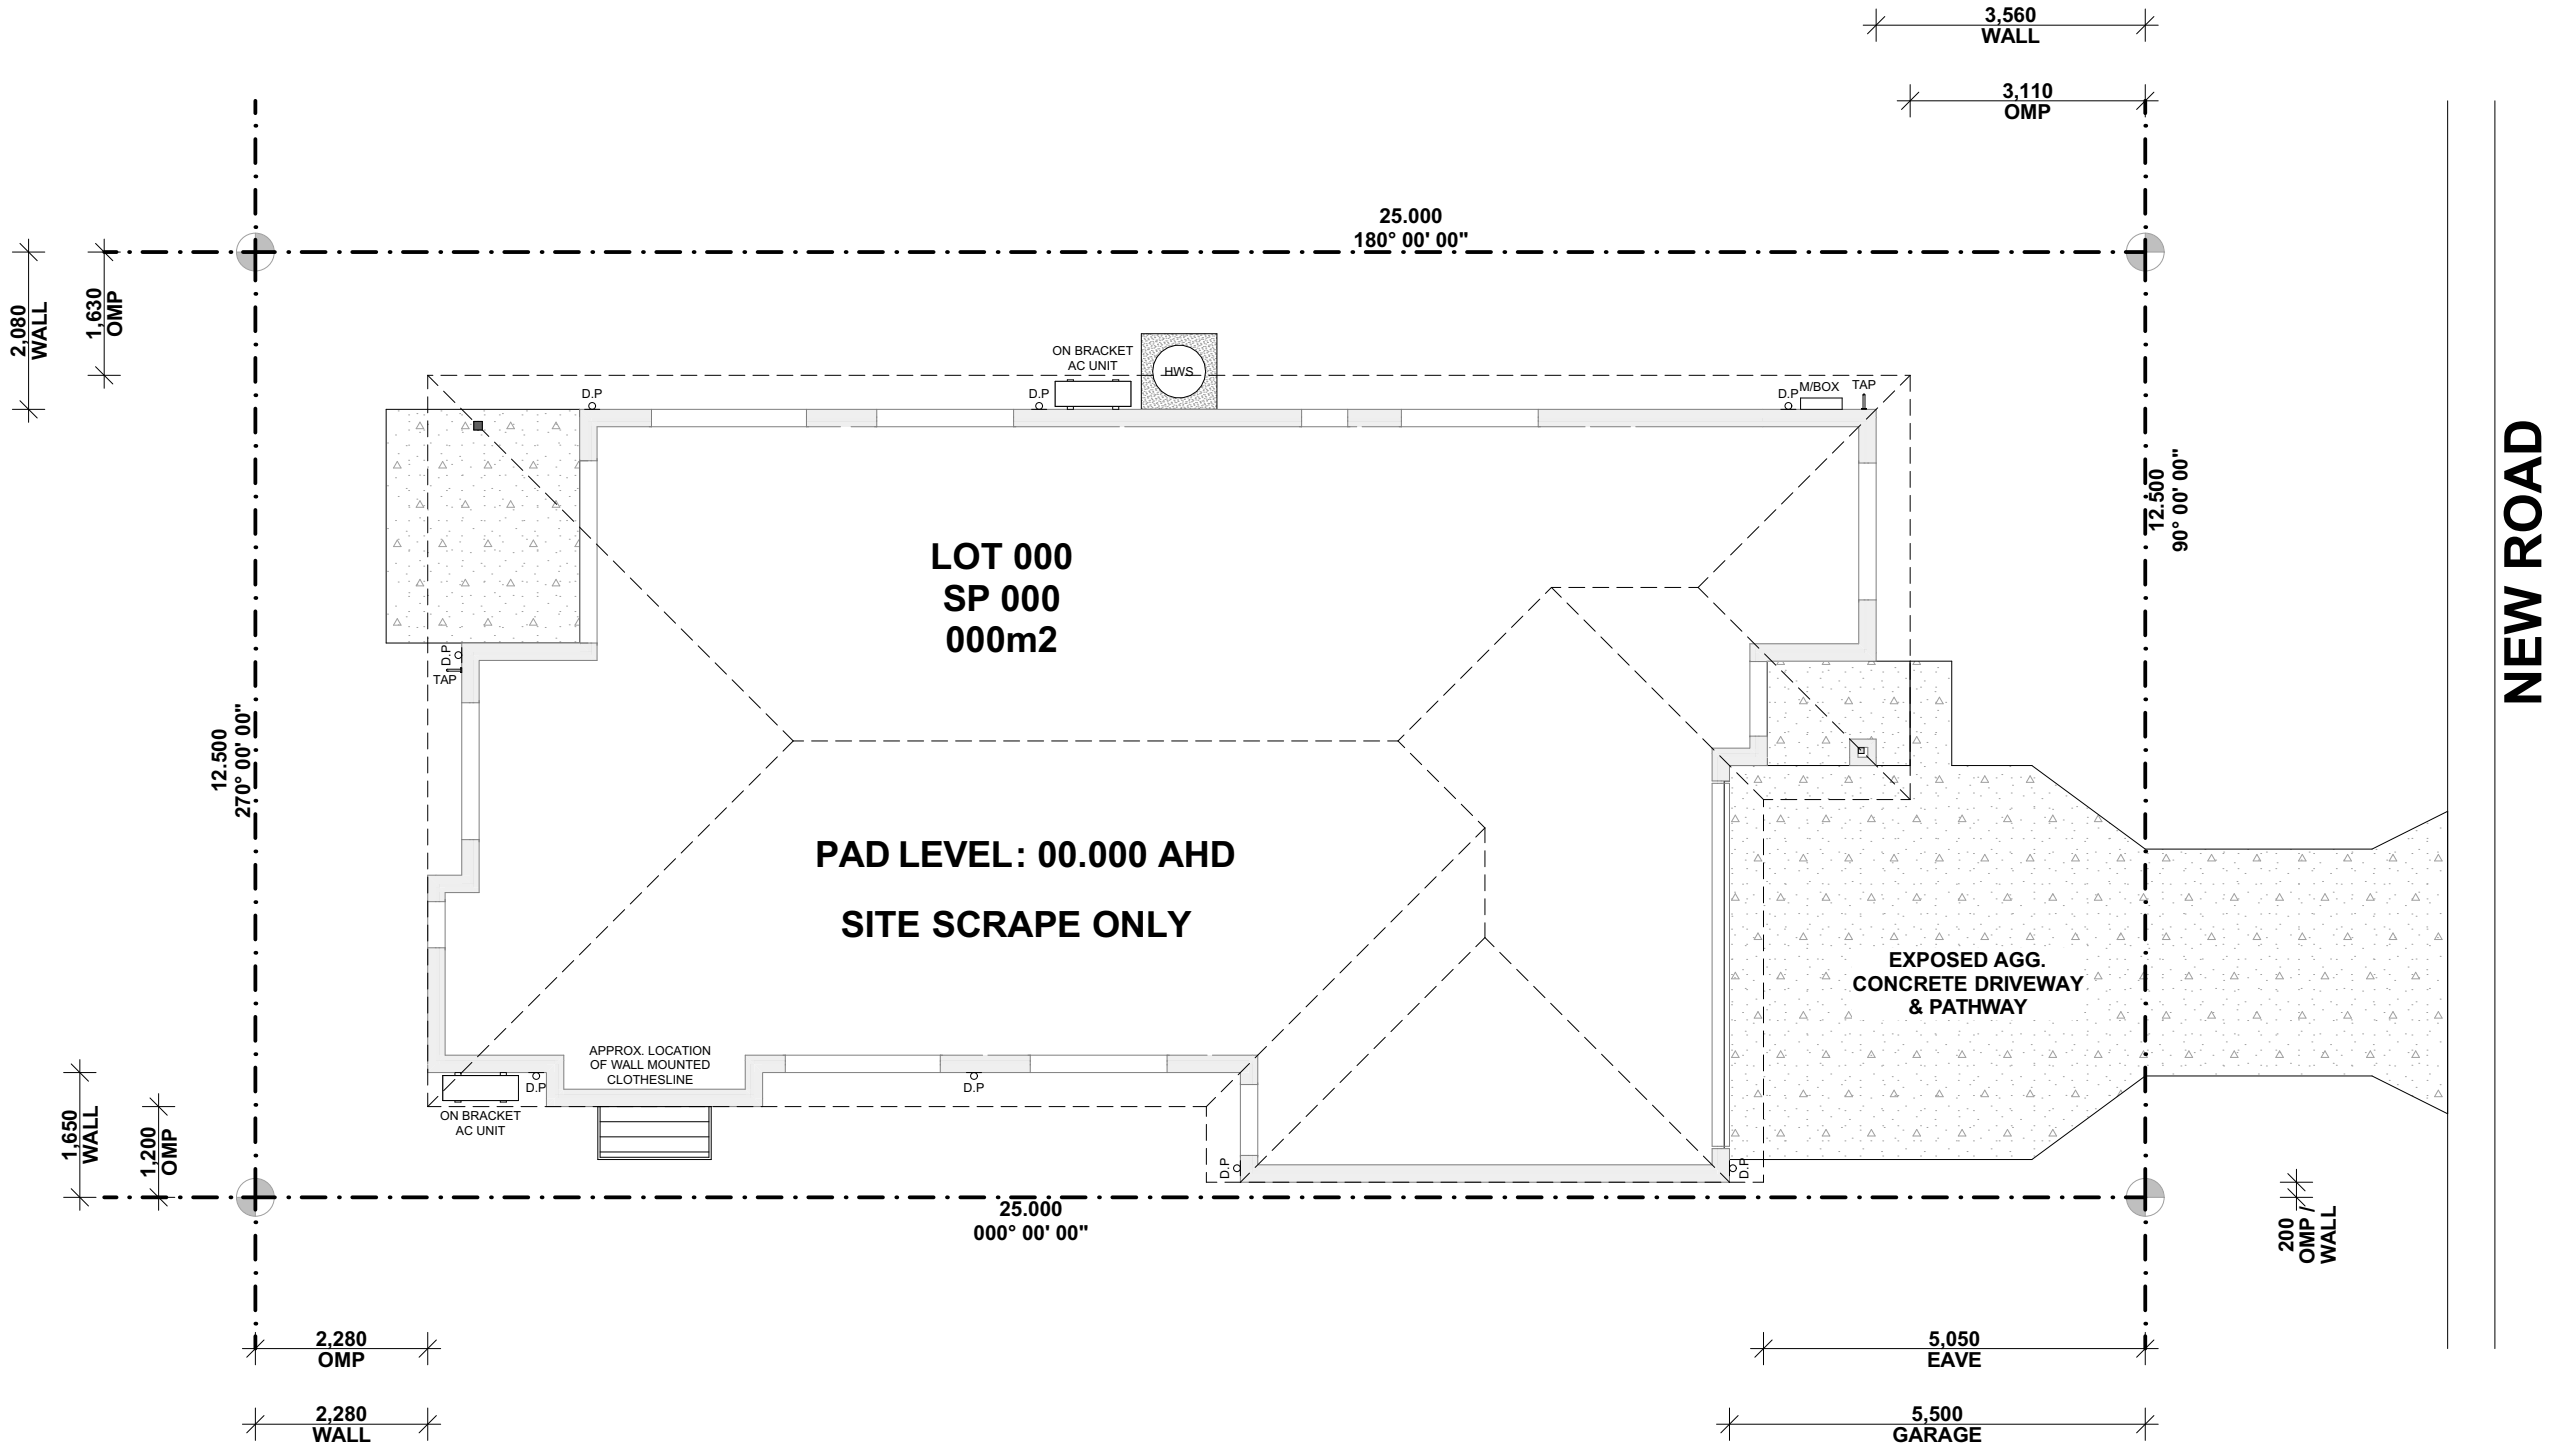 3,560
WALL
3,110
OMP
25.000
180° 00' 00"
2,080
WALL
1,630
OMP
ON BRACKET
AC UNIT
HWS
D.P
D.P
D.P
M/BOX
TAP
12.500
90° 00' 00"
NEW ROAD
LOT 000
SP 000
000m2
D.P
TAP
12.500
270° 00' 00"
PAD LEVEL: 00.000 AHD
SITE SCRAPE ONLY
EXPOSED AGG.
CONCRETE DRIVEWAY
& PATHWAY
APPROX. LOCATION
OF WALL MOUNTED
CLOTHESLINE
D.P
D.P
ON BRACKET
AC UNIT
1,650
WALL
1,200
OMP
D.P
D.P
25.000
000° 00' 00"
200
OMP /
WALL
2,280
OMP
5,050
EAVE
2,280
WALL
5,500
GARAGE